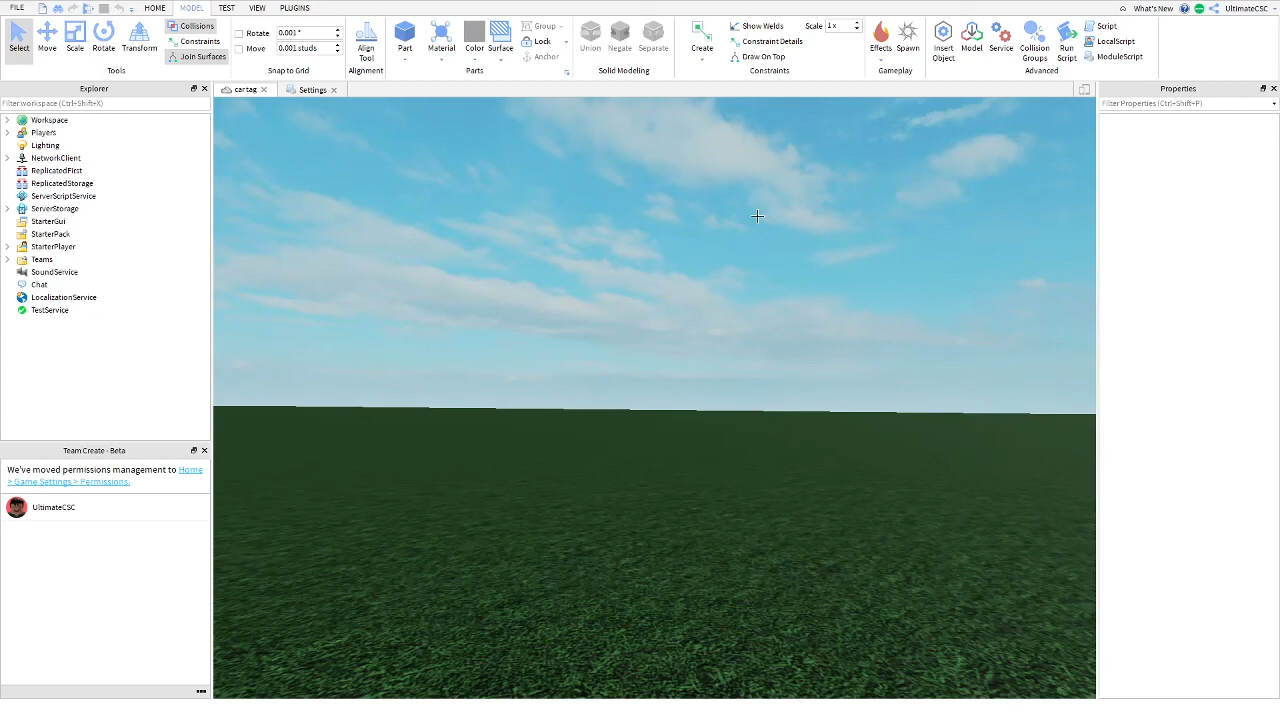 FILE
HOME
MODEL
TEST
VIEW
PLUGINS
What's New
UltimateCSC
Select
Move
Scale
Rotate
Transform
Collisions
Constraints
Join Surfaces
Tools
Rotate 0.001°
Move 0.001 studs
Snap to Grid
Align Tool
Alignment
Part
Material
Color
Surface
Group
Lock
Anchor
Parts
Union
Negate
Separate
Solid Modeling
Create
Show Welds
Scale 1x
Constraint Details
Draw On Top
Constraints
Effects
Spawn
Gameplay
Insert Object
Model
Service
Collision Groups
Run Script
Script
LocalScript
ModuleScript
Advanced
Explorer
Filter workspace (Ctrl+Shift+X)
Workspace
Players
Lighting
NetworkClient
ReplicatedFirst
ReplicatedStorage
ServerScriptService
ServerStorage
StarterGui
StarterPack
StarterPlayer
Teams
SoundService
Chat
LocalizationService
TestService
Team Create - Beta
We've moved permissions management to Home
> Game Settings > Permissions.
UltimateCSC
cartag
Settings
Properties
Filter Properties (Ctrl+Shift+P)